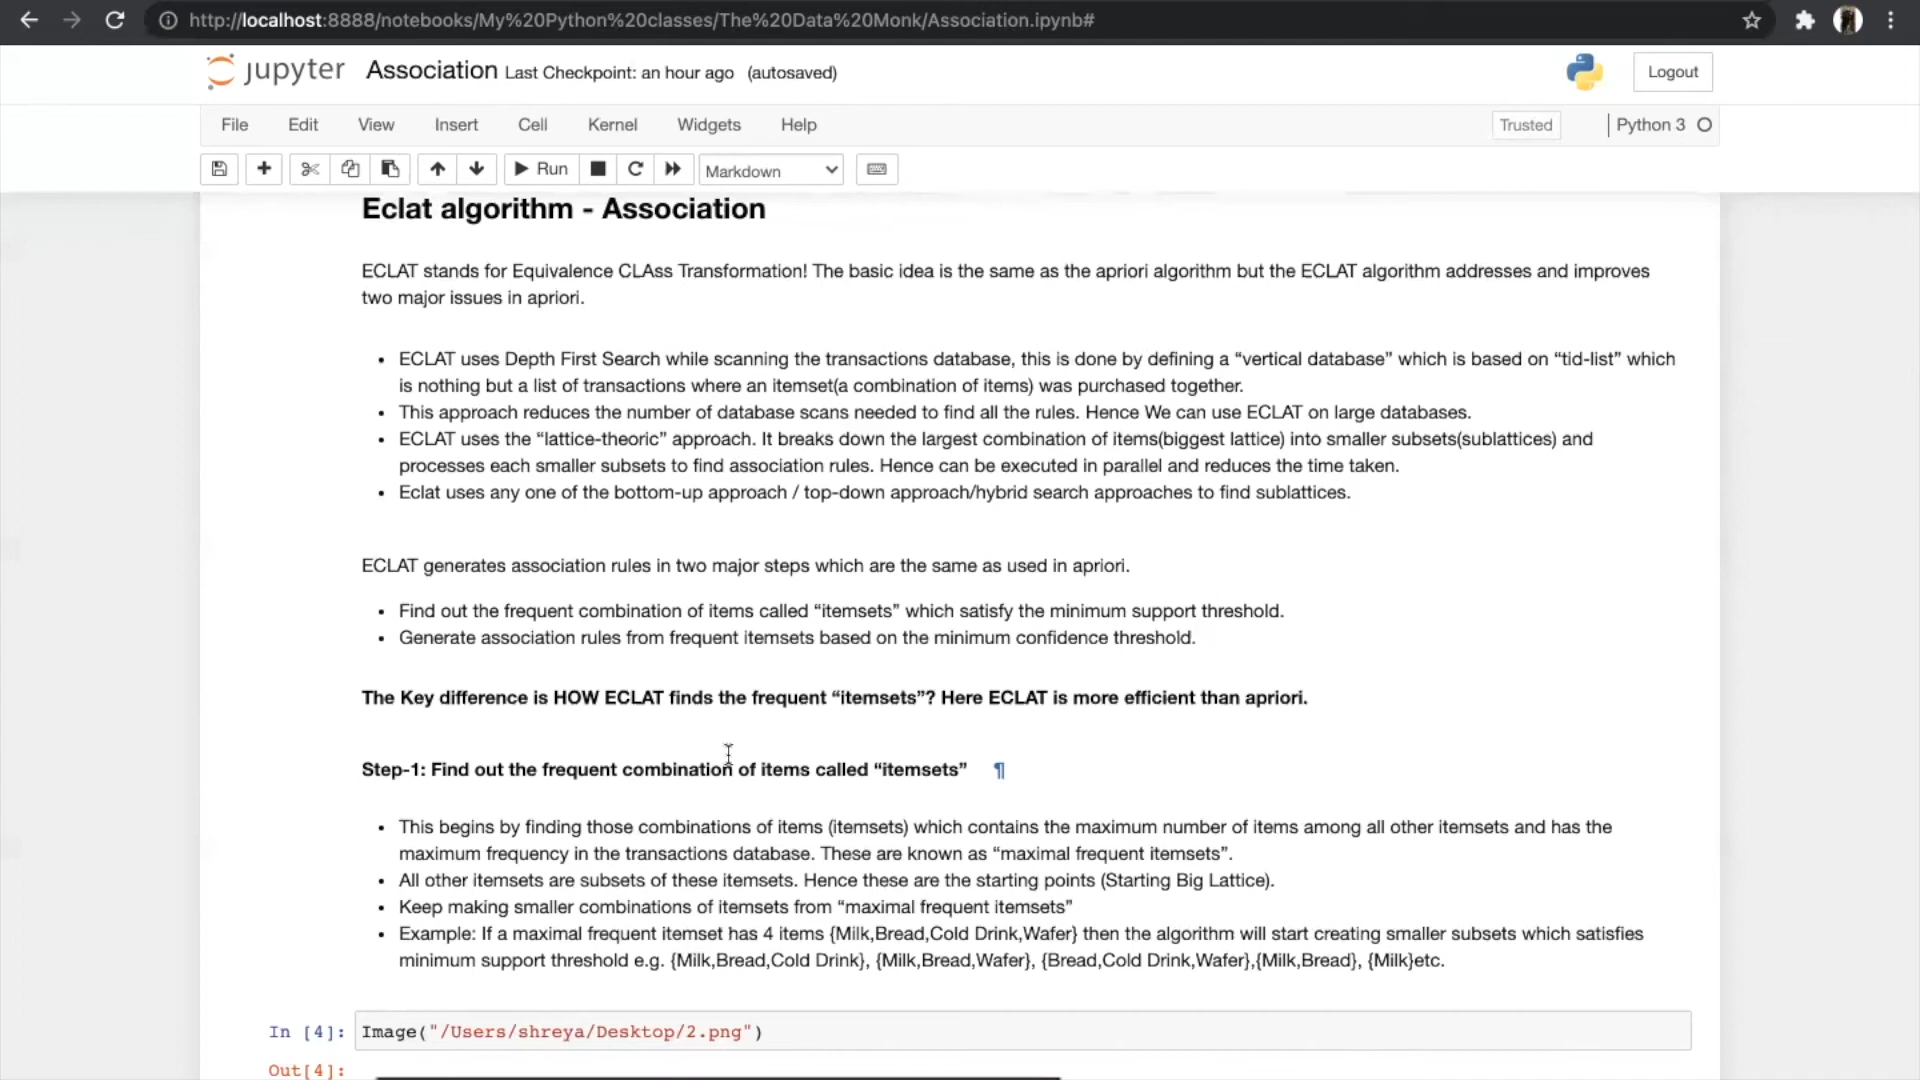 http://localhost:8888/notebooks/My%20Python%20classes/The%20Data%20Monk/Association.ipynb#
jupyter Association Last Checkpoint: an hour ago (autosaved) Logout
File Edit View Insert Cell Kernel Widgets Help Trusted Python 3
Run Markdown
Eclat algorithm - Association
ECLAT stands for Equivalence CLAss Transformation! The basic idea is the same as the apriori algorithm but the ECLAT algorithm addresses and improves
two major issues in apriori.
• ECLAT uses Depth First Search while scanning the transactions database, this is done by defining a “vertical database” which is based on “tid-list” which
is nothing but a list of transactions where an itemset(a combination of items) was purchased together.
• This approach reduces the number of database scans needed to find all the rules. Hence We can use ECLAT on large databases.
• ECLAT uses the “lattice-theoric” approach. It breaks down the largest combination of items(biggest lattice) into smaller subsets(sublattices) and
processes each smaller subsets to find association rules. Hence can be executed in parallel and reduces the time taken.
• Eclat uses any one of the bottom-up approach / top-down approach/hybrid search approaches to find sublattices.
ECLAT generates association rules in two major steps which are the same as used in apriori.
• Find out the frequent combination of items called “itemsets” which satisfy the minimum support threshold.
• Generate association rules from frequent itemsets based on the minimum confidence threshold.
The Key difference is HOW ECLAT finds the frequent “itemsets”? Here ECLAT is more efficient than apriori.
Step-1: Find out the frequent combination of items called “itemsets” ¶
• This begins by finding those combinations of items (itemsets) which contains the maximum number of items among all other itemsets and has the
maximum frequency in the transactions database. These are known as “maximal frequent itemsets”.
• All other itemsets are subsets of these itemsets. Hence these are the starting points (Starting Big Lattice).
• Keep making smaller combinations of itemsets from “maximal frequent itemsets”
• Example: If a maximal frequent itemset has 4 items {Milk,Bread,Cold Drink,Wafer} then the algorithm will start creating smaller subsets which satisfies
minimum support threshold e.g. {Milk,Bread,Cold Drink}, {Milk,Bread,Wafer}, {Bread,Cold Drink,Wafer},{Milk,Bread}, {Milk}etc.
In [4]: Image("/Users/shreya/Desktop/2.png")
Out[4]: